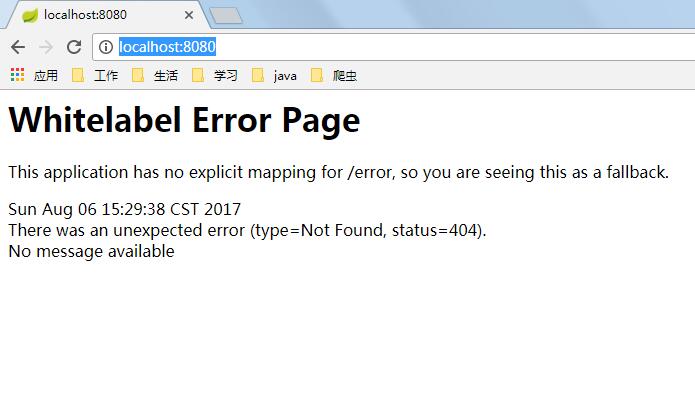 localhost:8080
localhost:8080
应用 工作 生活 学习 java 爬虫
Whitelabel Error Page
This application has no explicit mapping for /error, so you are seeing this as a fallback.
Sun Aug 06 15:29:38 CST 2017
There was an unexpected error (type=Not Found, status=404).
No message available